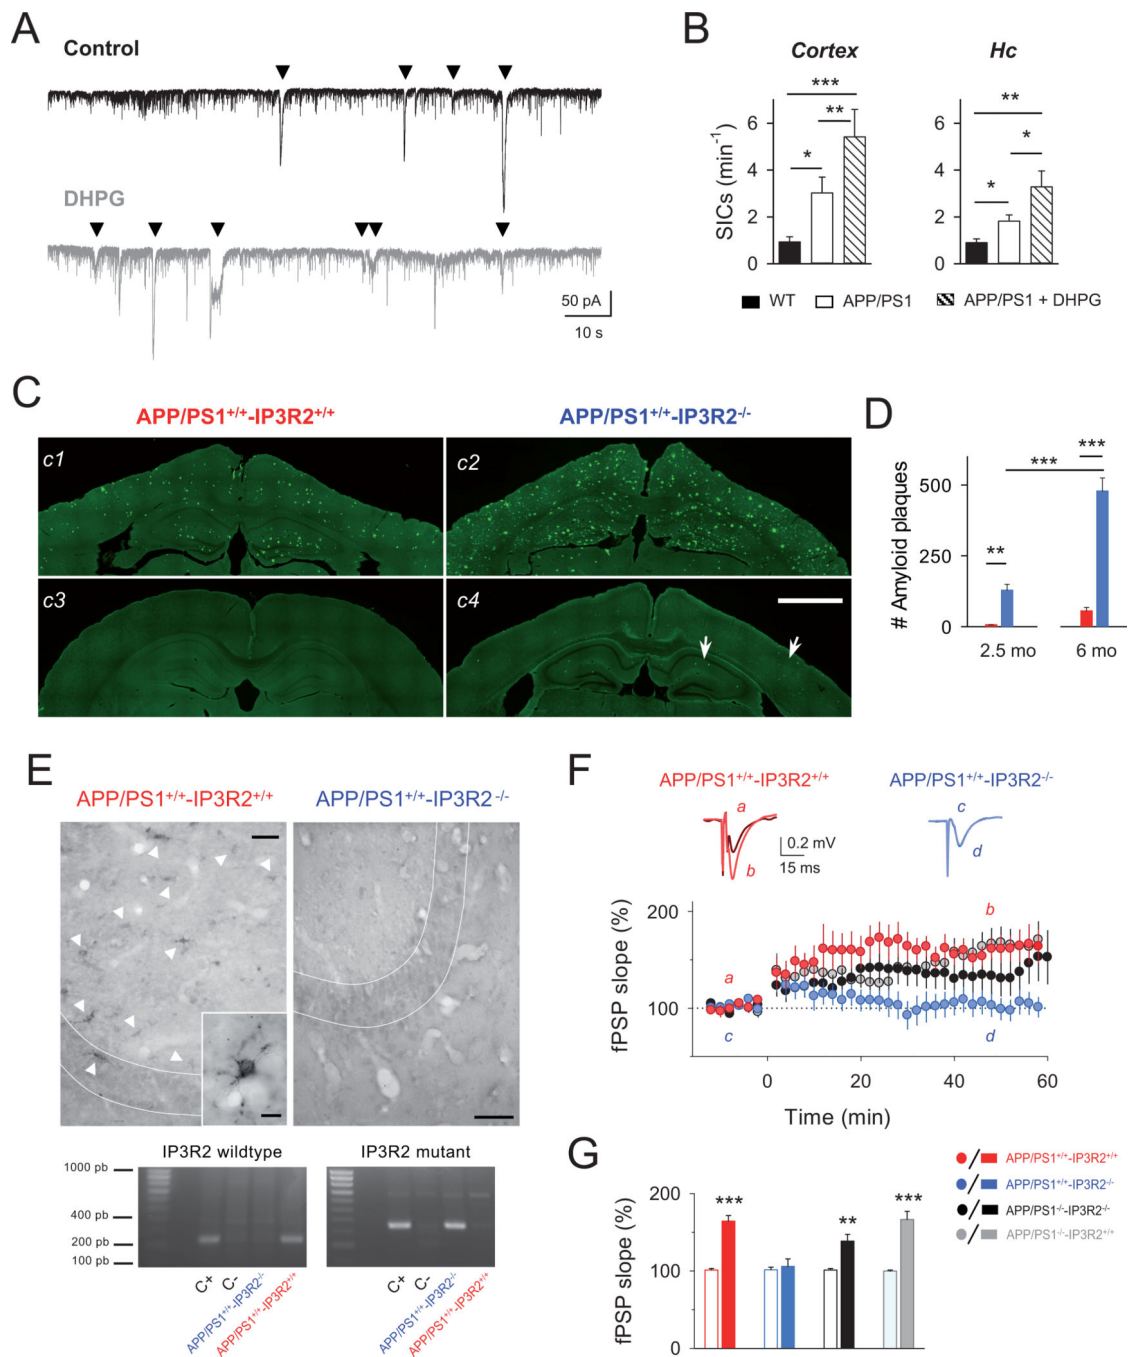 A
Control
DHPG
50 pA
10 s
B
Cortex
Hc
***
**
*
**
*
*
6
4
2
0
6
4
2
0
SICs (min⁻¹)
WT
APP/PS1
APP/PS1 + DHPG
C
APP/PS1⁺/⁺-IP3R2⁺/⁺
APP/PS1⁺/⁺-IP3R2⁻/⁻
c1
c2
c3
c4
D
***
***
**
500
250
0
# Amyloid plaques
2.5 mo
6 mo
E
APP/PS1⁺/⁺-IP3R2⁺/⁺
APP/PS1⁺/⁺-IP3R2⁻/⁻
IP3R2 wildtype
IP3R2 mutant
1000 pb
400 pb
200 pb
100 pb
C+
C-
APP/PS1⁺/⁺-IP3R2⁻/⁻
APP/PS1⁺/⁺-IP3R2⁺/⁺
C+
C-
APP/PS1⁺/⁺-IP3R2⁻/⁻
APP/PS1⁺/⁺-IP3R2⁺/⁺
F
APP/PS1⁺/⁺-IP3R2⁺/⁺
APP/PS1⁺/⁺-IP3R2⁻/⁻
a
b
0.2 mV
15 ms
c
d
200
100
fPSP slope (%)
a
b
c
d
0
20
40
60
Time (min)
G
200
100
0
fPSP slope (%)
***
**
***
/ APP/PS1⁺/⁺-IP3R2⁺/⁺
/ APP/PS1⁺/⁺-IP3R2⁻/⁻
/ APP/PS1⁻/⁻-IP3R2⁻/⁻
/ APP/PS1⁻/⁻-IP3R2⁺/⁺